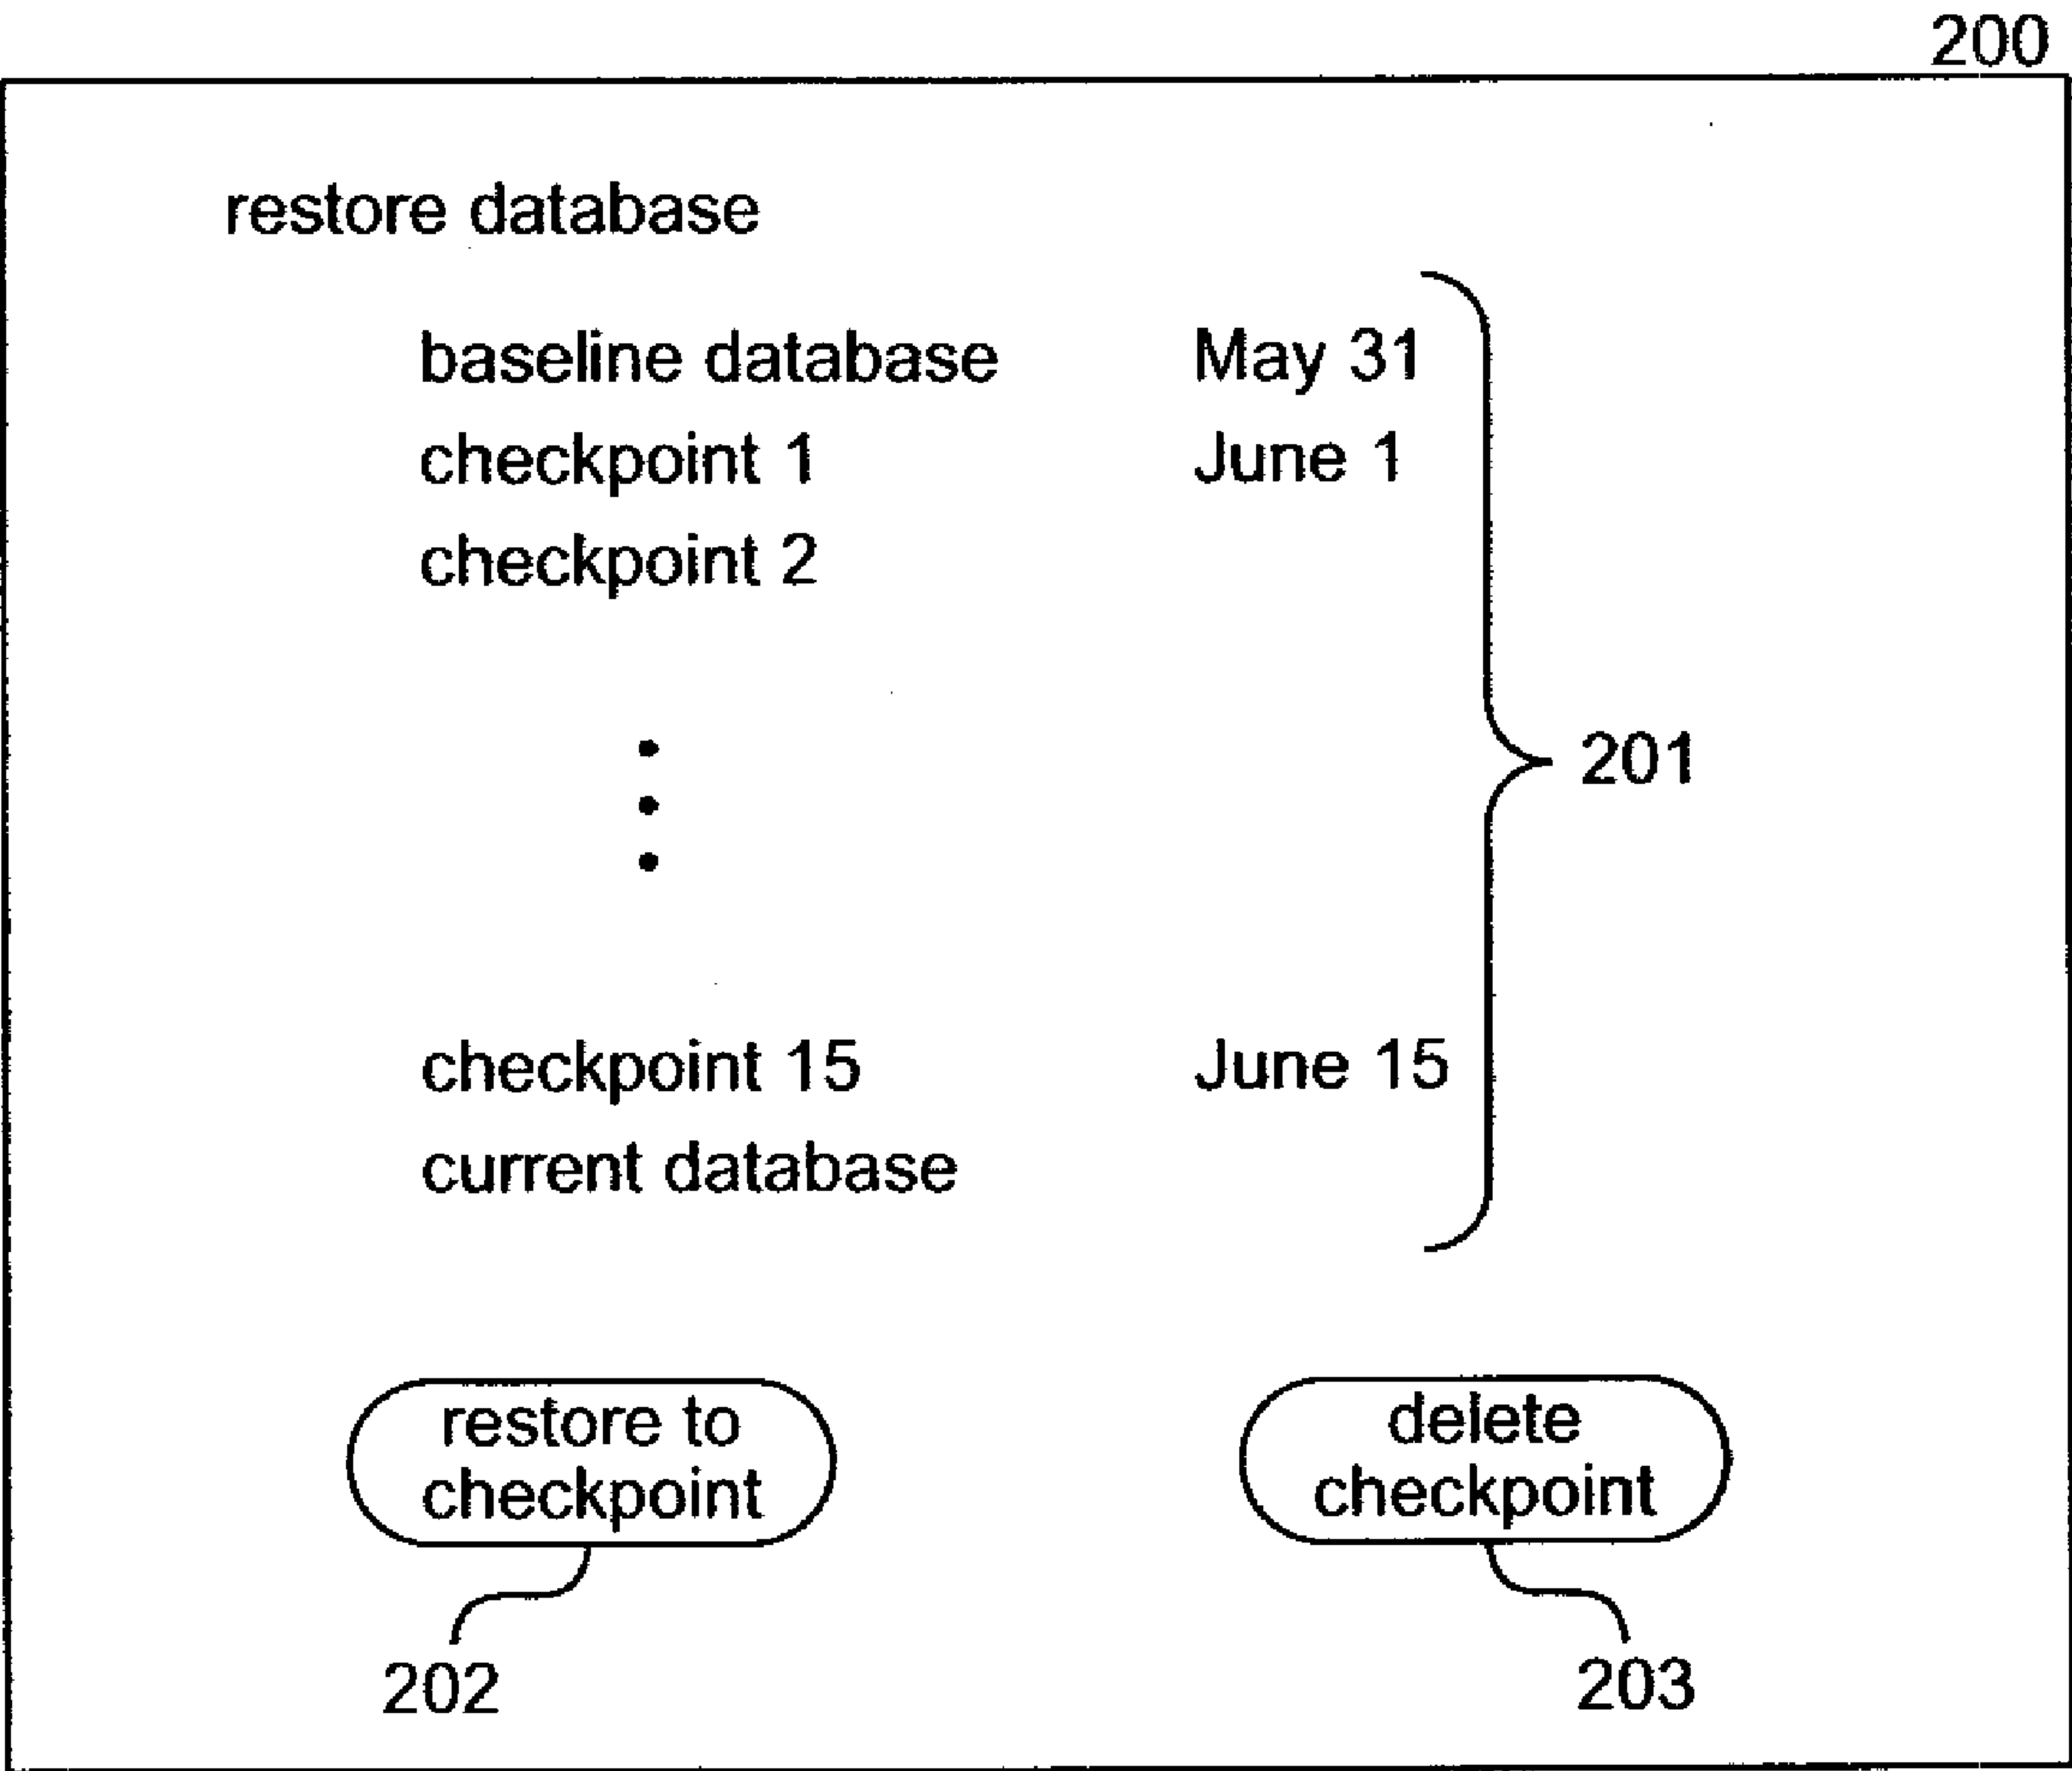 200
restore database
baseline database May 31
checkpoint 1 June 1
checkpoint 2
201
checkpoint 15 June 15
current database
restore to
checkpoint
delete
checkpoint
202
203